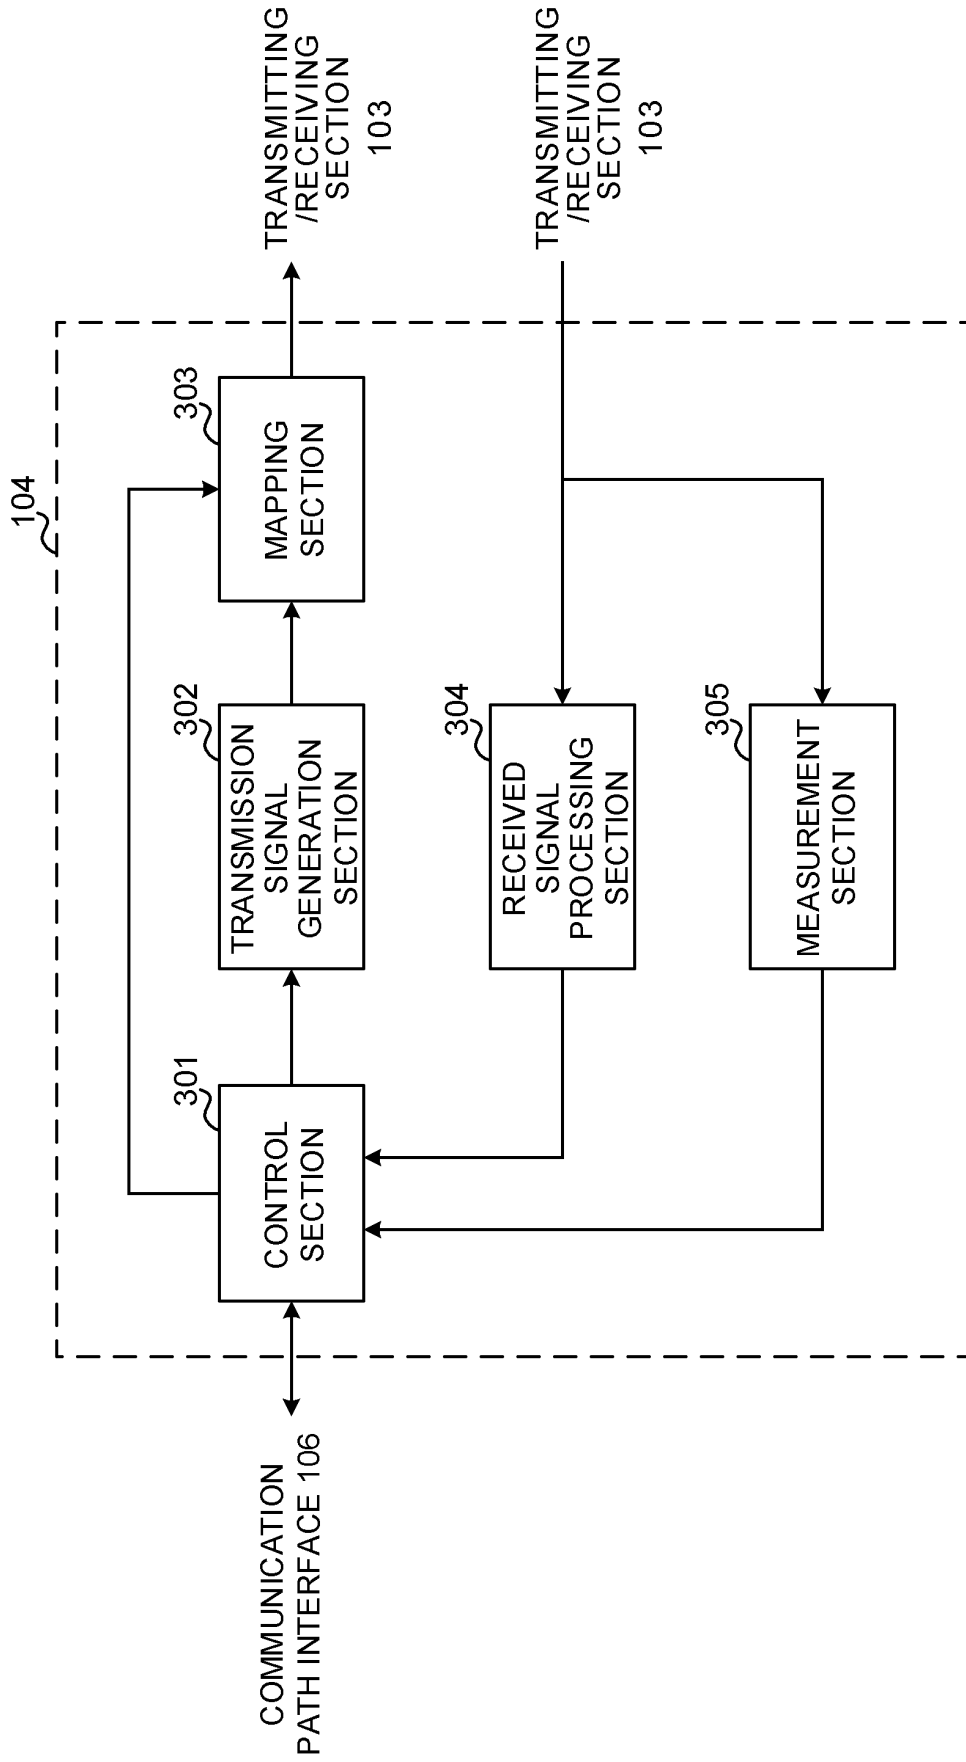 104
COMMUNICATION
PATH INTERFACE 106
301
CONTROL
SECTION
302
TRANSMISSION
SIGNAL
GENERATION
SECTION
303
MAPPING
SECTION
TRANSMITTING
/RECEIVING
SECTION
103
304
RECEIVED
SIGNAL
PROCESSING
SECTION
TRANSMITTING
/RECEIVING
SECTION
103
305
MEASUREMENT
SECTION